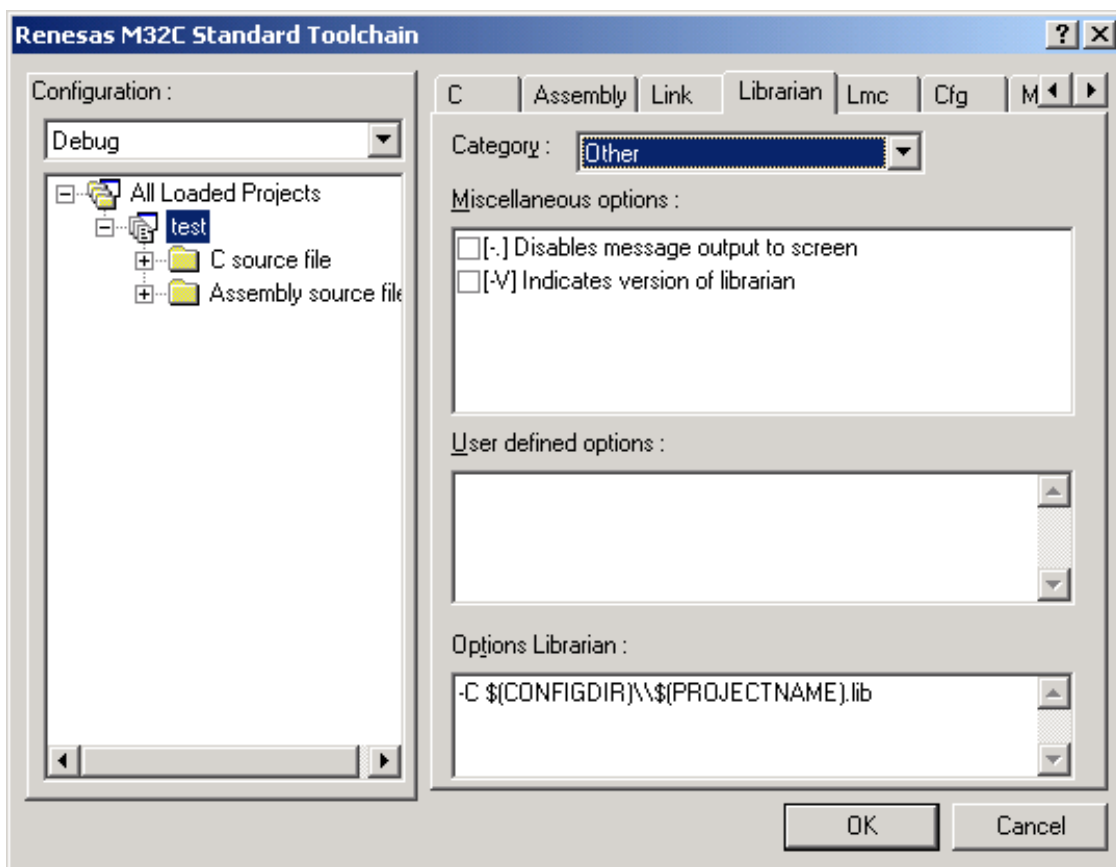 Renesas M32C Standard Toolchain
Configuration :
Debug
All Loaded Projects
test
C source file
Assembly source file
C Assembly Link Librarian Lmc Cfg M
Category : Other
Miscellaneous options :
[-.] Disables message output to screen
[-V] Indicates version of librarian
User defined options :
Options Librarian :
-C $(CONFIGDIR)\\$(PROJECTNAME).lib
OK Cancel